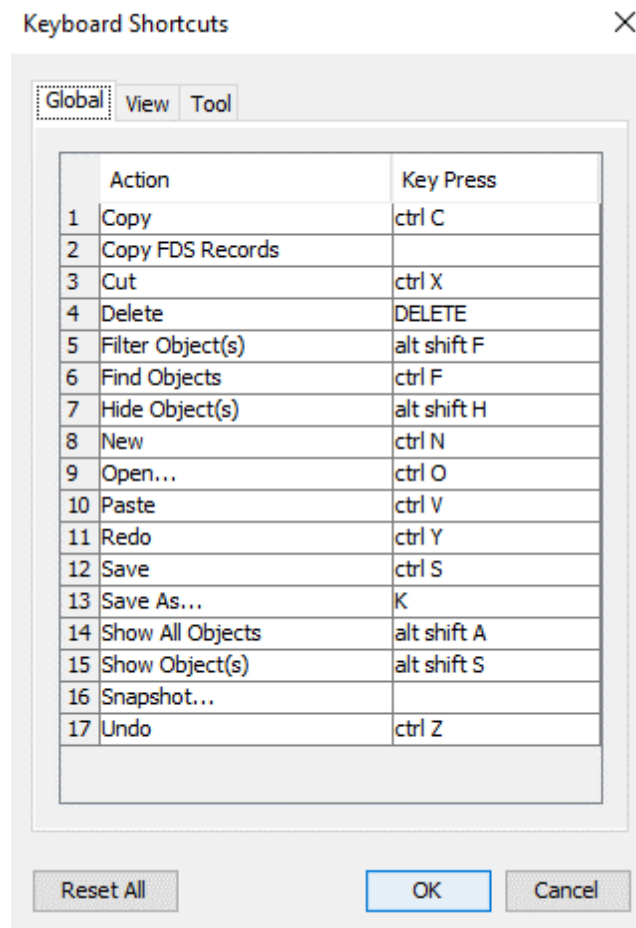 Keyboard Shortcuts
Global View Tool
Action Key Press
1 Copy ctrl C
2 Copy FDS Records
3 Cut ctrl X
4 Delete DELETE
5 Filter Object(s) alt shift F
6 Find Objects ctrl F
7 Hide Object(s) alt shift H
8 New ctrl N
9 Open... ctrl O
10 Paste ctrl V
11 Redo ctrl Y
12 Save ctrl S
13 Save As... K
14 Show All Objects alt shift A
15 Show Object(s) alt shift S
16 Snapshot...
17 Undo ctrl Z
Reset All OK Cancel